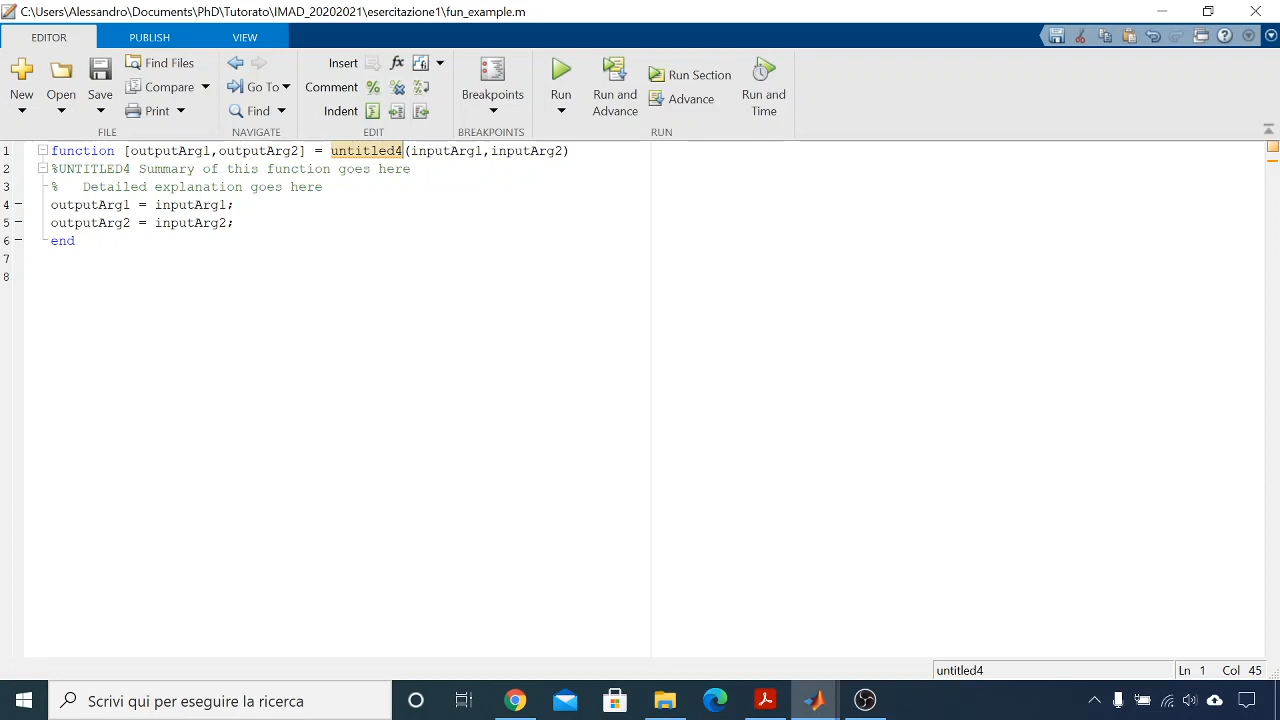 C:\Users\Alessandro\Documents\PhD\Tutorato\IMAD_20202021\esercitazione1\fun_example.m
EDITOR PUBLISH VIEW
New
Open
Save
Find Files
Compare
Print
FILE
Go To
Find
NAVIGATE
Insert
Comment
Indent
EDIT
Breakpoints
BREAKPOINTS
Run
Run and
Advance
Run Section
Advance
Run and
Time
RUN
1 function [outputArg1,outputArg2] = untitled4(inputArg1,inputArg2)
2 %UNTITLED4 Summary of this function goes here
3 % Detailed explanation goes here
4 outputArg1 = inputArg1;
5 outputArg2 = inputArg2;
6 end
7
8
untitled4 Ln 1 Col 45
Scrivi qui per eseguire la ricerca